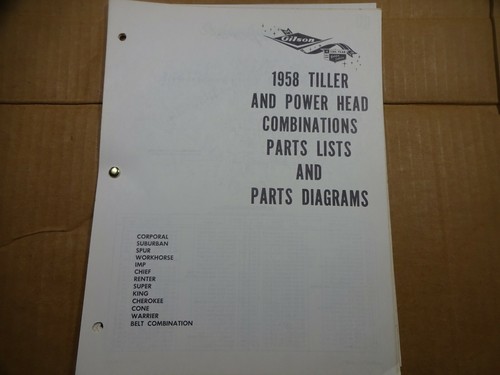 Gilson
1958 TILLER
AND POWER HEAD
COMBINATIONS
PARTS LISTS
AND
PARTS DIAGRAMS
CORPORAL
SUBURBAN
SPUR
WORKHORSE
IMP
CHIEF
RENTER
SUPER
KING
CHEROKEE
CONE
WARRIER
BELT COMBINATION